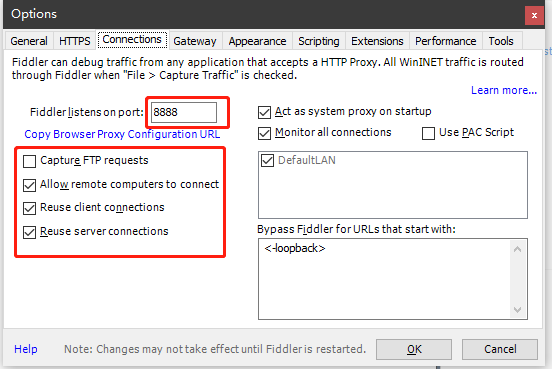 Options
x
General HTTPS Connections Gateway Appearance Scripting Extensions Performance Tools
Fiddler can debug traffic from any application that accepts a HTTP Proxy. All WinINET traffic is routed
through Fiddler when "File > Capture Traffic" is checked.
Learn more...
Fiddler listens on port: 8888
Copy Browser Proxy Configuration URL
Capture FTP requests
Allow remote computers to connect
Reuse client connections
Reuse server connections
Act as system proxy on startup
Monitor all connections Use PAC Script
DefaultLAN
Bypass Fiddler for URLs that start with:
<-loopback>
Help Note: Changes may not take effect until Fiddler is restarted. OK Cancel